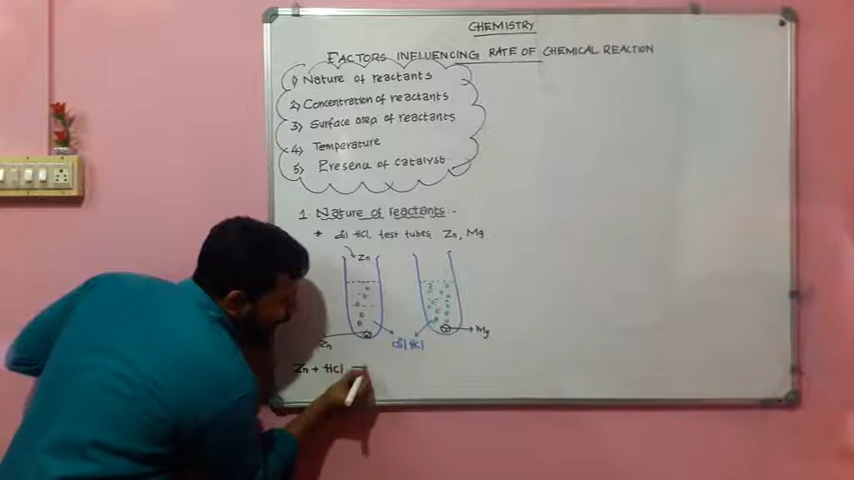 CHEMISTRY
FACTORS INFLUENCING RATE OF CHEMICAL REACTION
1) Nature of reactants
2) Concentration of reactants
3) Surface area of reactants
4) Temperature
5) Presence of catalyst
1. Nature of reactants :-
* dil HCl, test tubes, Zn, Mg
Zn
Mg
Zn
dil HCl
Zn + HCl →